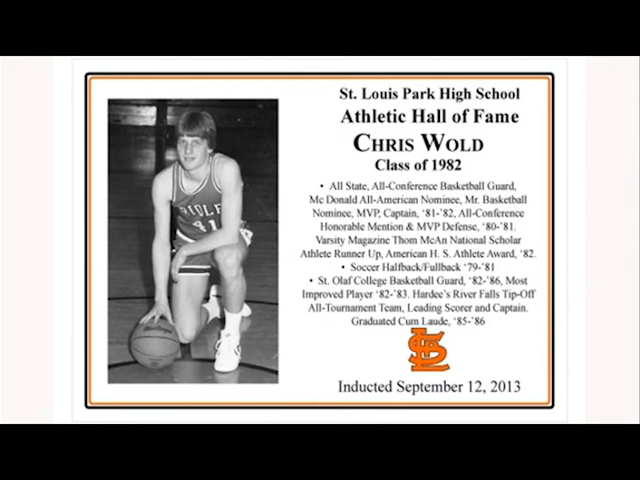 St. Louis Park High School
Athletic Hall of Fame
CHRIS WOLD
Class of 1982
• All State, All-Conference Basketball Guard,
Mc Donald All-American Nominee, Mr. Basketball
Nominee, MVP, Captain, ‘81-’82, All-Conference
Honorable Mention & MVP Defense, ‘80-’81.
Varsity Magazine Thom McAn National Scholar
Athlete Runner Up, American H. S. Athlete Award, ‘82.
• Soccer Halfback/Fullback ‘79-’81
• St. Olaf College Basketball Guard, ‘82-’86, Most
Improved Player ‘82-’83. Hardee’s River Falls Tip-Off
All-Tournament Team, Leading Scorer and Captain.
Graduated Cum Laude, ‘85-’86
SL
Inducted September 12, 2013
ORIOLES
41